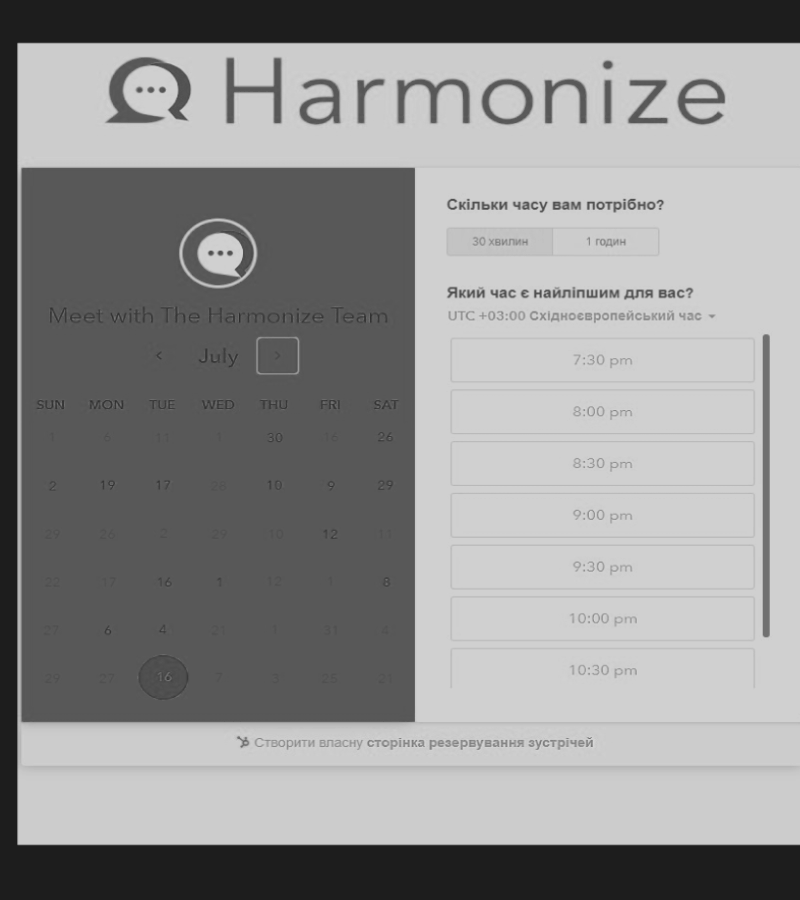 Harmonize
Meet with The Harmonize Team
< July >
SUN MON TUE WED THU FRI SAT
6 11 30 16 26
2 19 17 28 10 9 29
29 26 2 29 10 12 11
22 17 16 1 12 8
27 6 4 21 31 4
29 27 16 7 3 25 21
Скільки часу вам потрібно?
30 хвилин 1 годин
Який час є найліпшим для вас?
UTC +03:00 Східноєвропейський час
7:30 pm
8:00 pm
8:30 pm
9:00 pm
9:30 pm
10:00 pm
10:30 pm
Створити власну сторінка резервування зустрічей